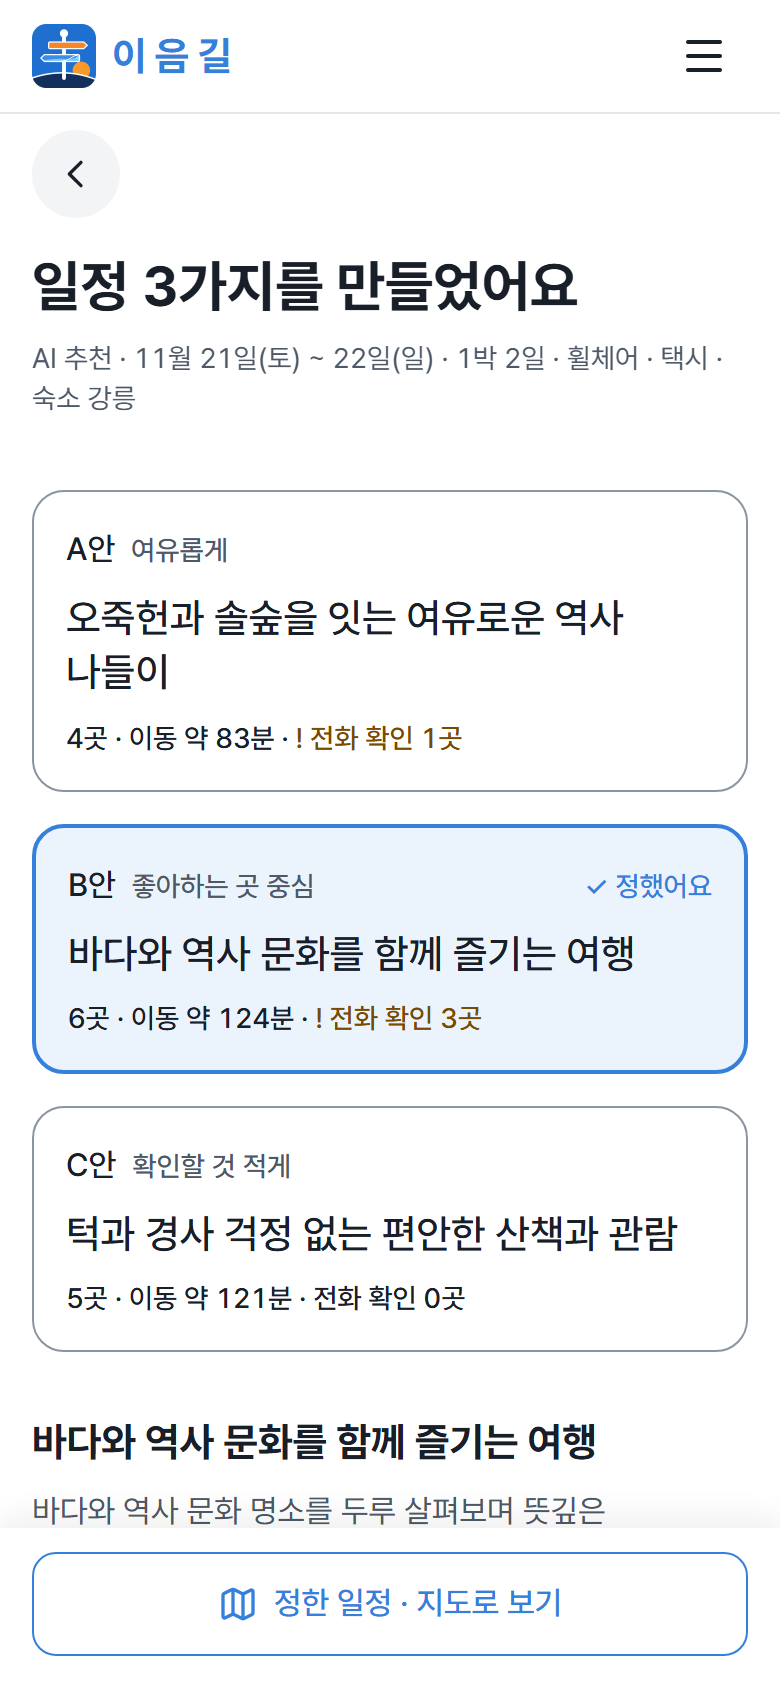 이음길
일정 3가지를 만들었어요
AI 추천 · 11월 21일(토) ~ 22일(일) · 1박 2일 · 휠체어 · 택시 ·
숙소 강릉
A안 여유롭게
오죽헌과 솔숲을 잇는 여유로운 역사
나들이
4곳 · 이동 약 83분 · ! 전화 확인 1곳
B안 좋아하는 곳 중심 ✓ 정했어요
바다와 역사 문화를 함께 즐기는 여행
6곳 · 이동 약 124분 · ! 전화 확인 3곳
C안 확인할 것 적게
턱과 경사 걱정 없는 편안한 산책과 관람
5곳 · 이동 약 121분 · 전화 확인 0곳
바다와 역사 문화를 함께 즐기는 여행
바다와 역사 문화 명소를 두루 살펴보며 뜻깊은
정한 일정 · 지도로 보기